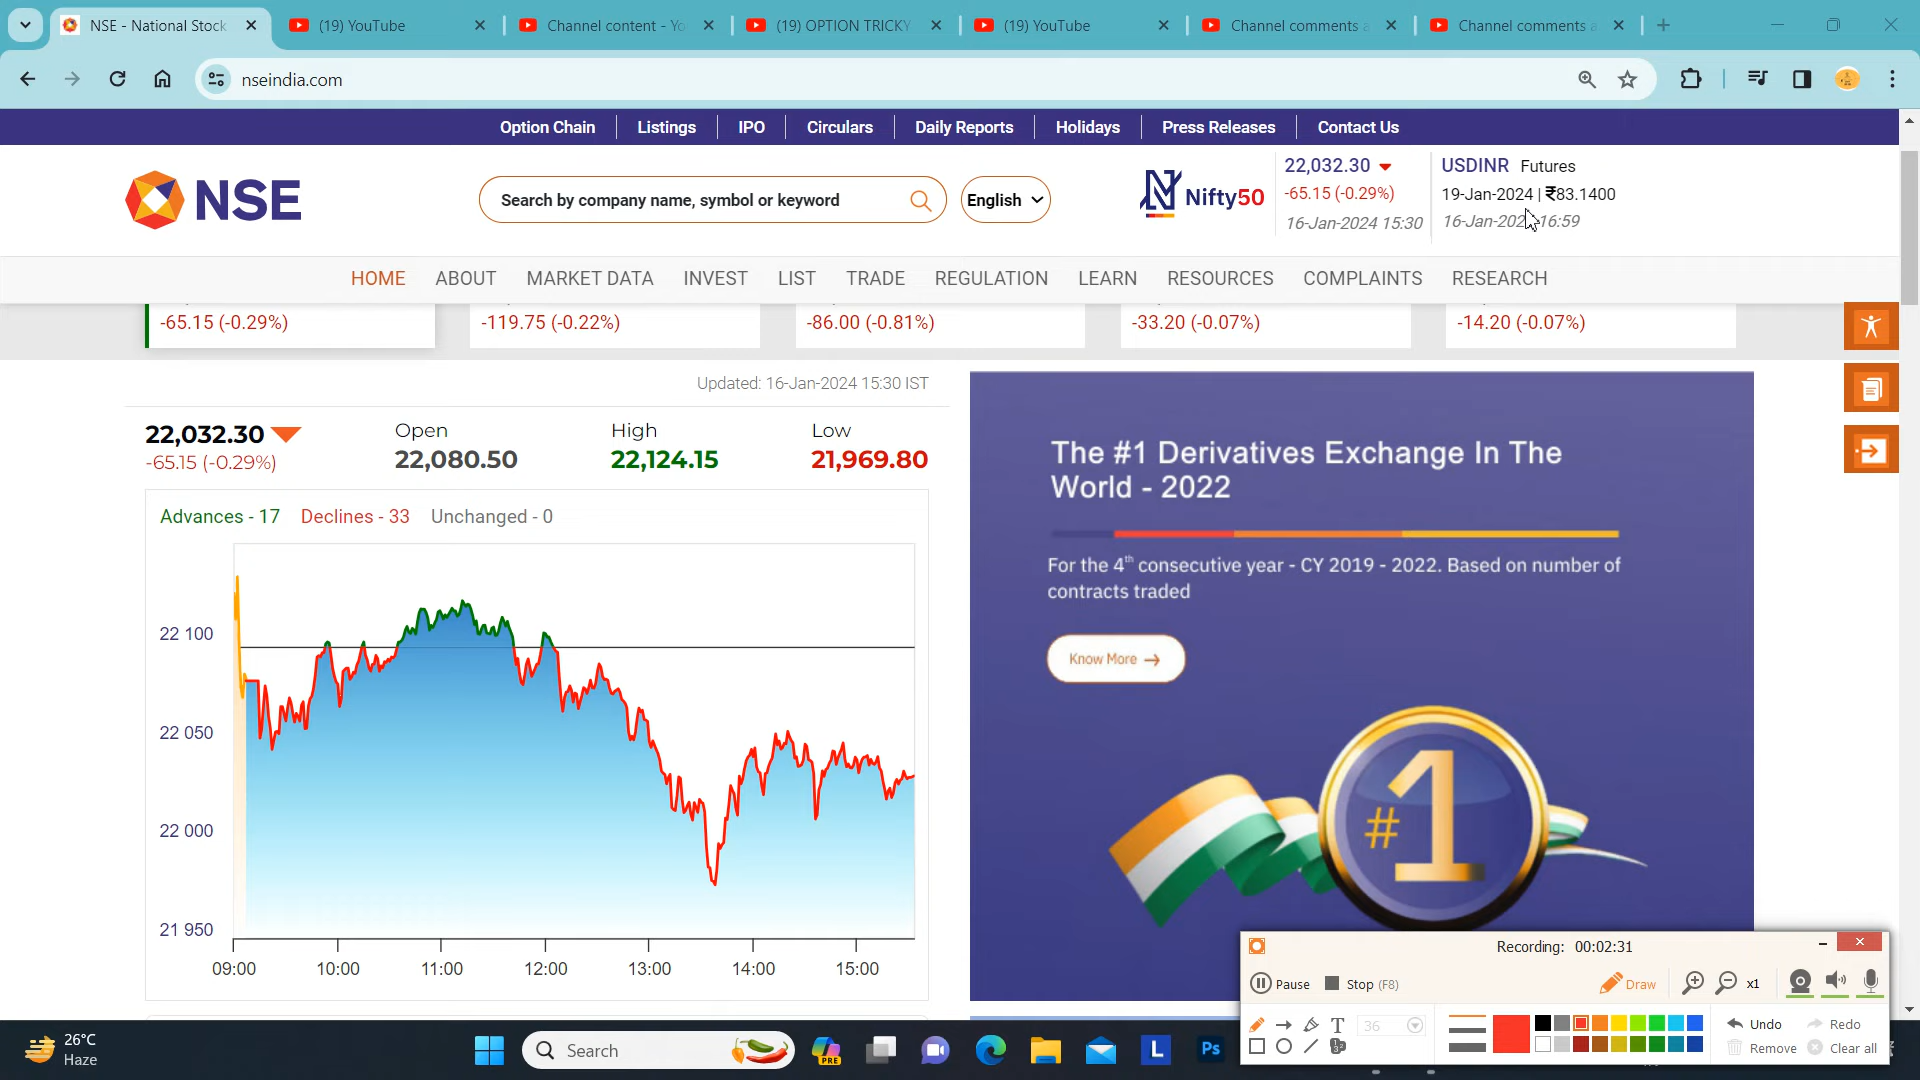 NSE - National Stock
(19) YouTube
Channel content - Yo
(19) OPTION TRICKY
(19) YouTube
Channel comments a
Channel comments a
nseindia.com
Option Chain
Listings
IPO
Circulars
Daily Reports
Holidays
Press Releases
Contact Us
NSE
Search by company name, symbol or keyword
English
Nifty50
22,032.30
-65.15 (-0.29%)
16-Jan-2024 15:30
USDINR Futures
19-Jan-2024 | ₹83.1400
16-Jan-202 16:59
HOME
ABOUT
MARKET DATA
INVEST
LIST
TRADE
REGULATION
LEARN
RESOURCES
COMPLAINTS
RESEARCH
-65.15 (-0.29%)
-119.75 (-0.22%)
-86.00 (-0.81%)
-33.20 (-0.07%)
-14.20 (-0.07%)
Updated: 16-Jan-2024 15:30 IST
22,032.30
-65.15 (-0.29%)
Open
22,080.50
High
22,124.15
Low
21,969.80
Advances - 17 Declines - 33 Unchanged - 0
22 100
22 050
22 000
21 950
09:00 10:00 11:00 12:00 13:00 14:00 15:00
The #1 Derivatives Exchange In The
World - 2022
For the 4th consecutive year - CY 2019 - 2022. Based on number of
contracts traded
Know More →
#1
Recording: 00:02:31
Pause
Stop (F8)
Draw
x1
T
36
Undo
Redo
Remove
Clear all
26°C
Haze
Search
PRE
L
Ps